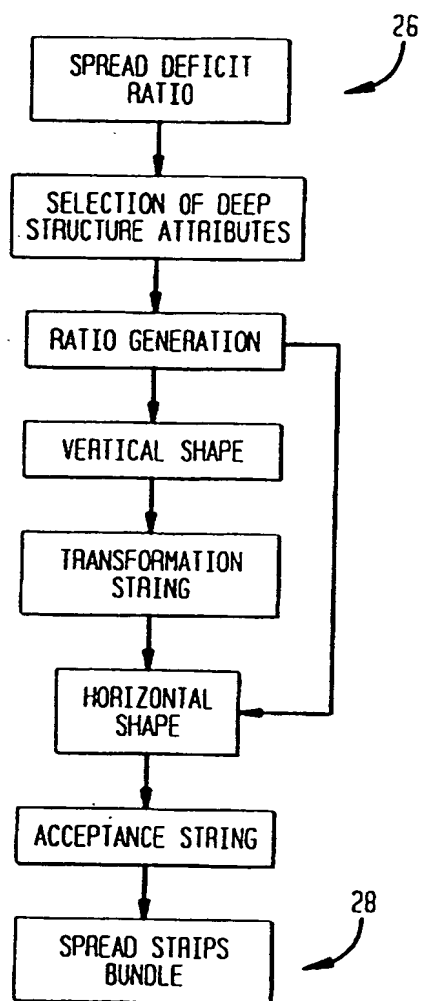 26
SPREAD DEFICIT
RATIO
SELECTION OF DEEP
STRUCTURE ATTRIBUTES
RATIO GENERATION
VERTICAL SHAPE
TRANSFORMATION
STRING
HORIZONTAL
SHAPE
ACCEPTANCE STRING
28
SPREAD STRIPS
BUNDLE